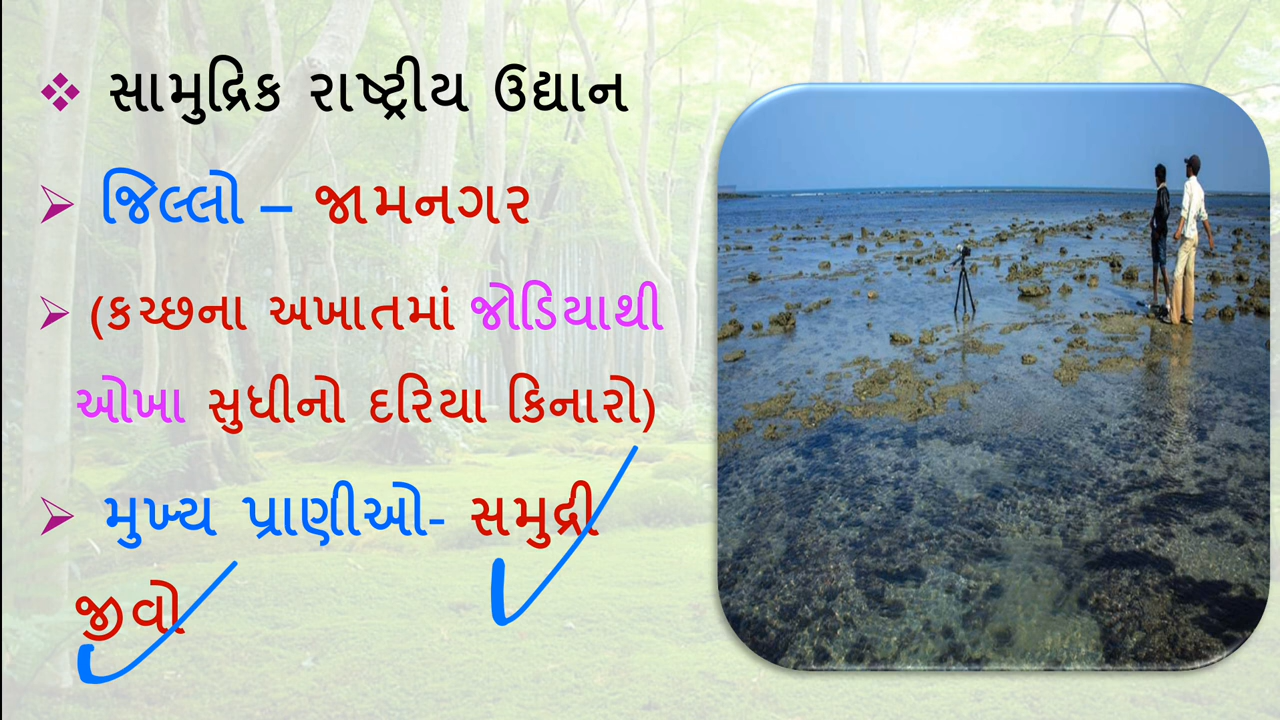 સામુદ્રિક રાષ્ટ્રીય ઉદ્યાન
જિલ્લો – જામનગર
(કચ્છના અખાતમાં જોડિયાથી
ઓખા સુધીનો દરિયા કિનારો)
મુખ્ય પ્રાણીઓ- સમુદ્રી
જીવો